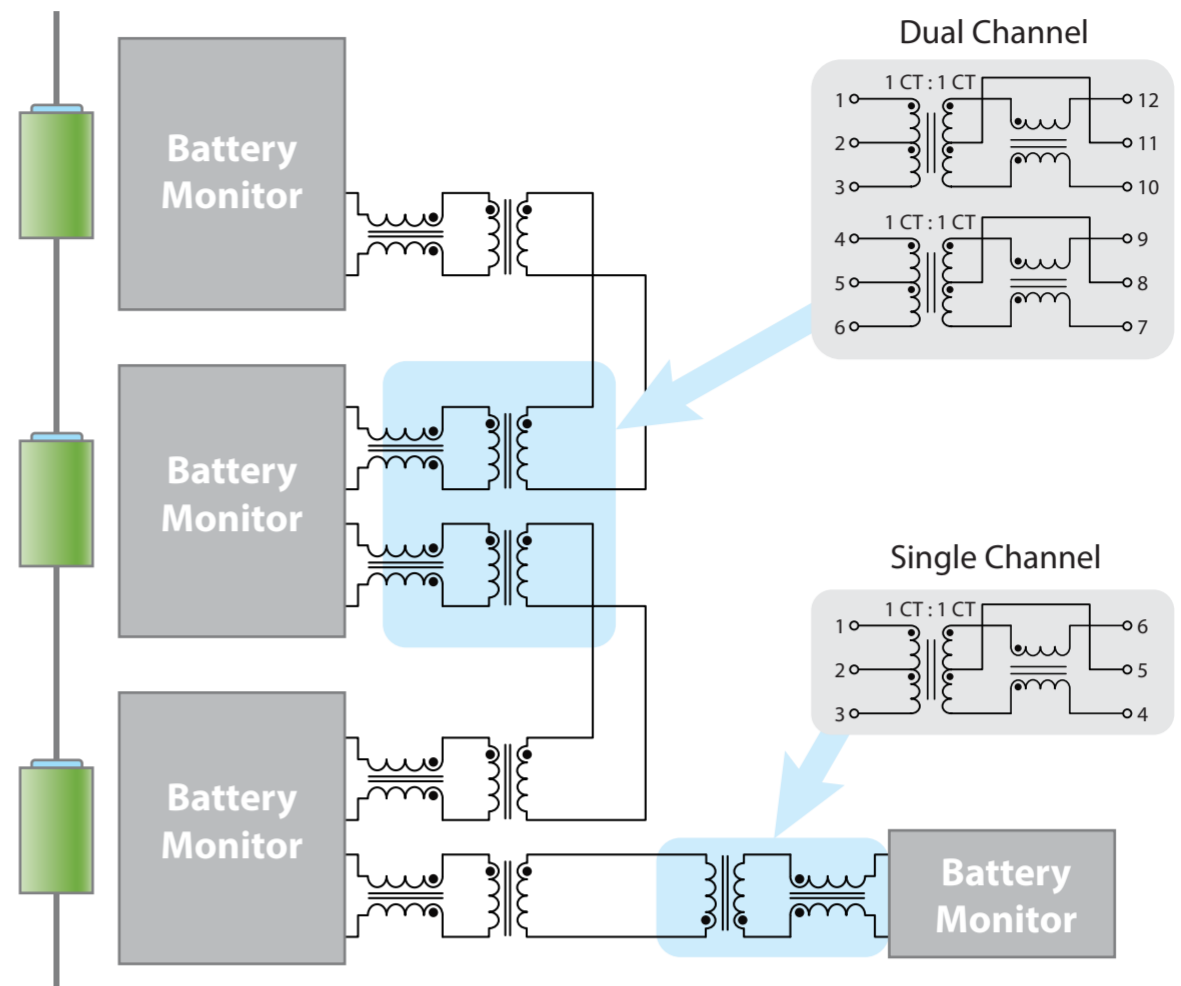 Dual Channel
1 CT : 1 CT
1
12
2
11
3
10
1 CT : 1 CT
4
9
5
8
6
7
Battery
Monitor
Battery
Monitor
Single Channel
1 CT : 1 CT
1
6
2
5
3
4
Battery
Monitor
Battery
Monitor